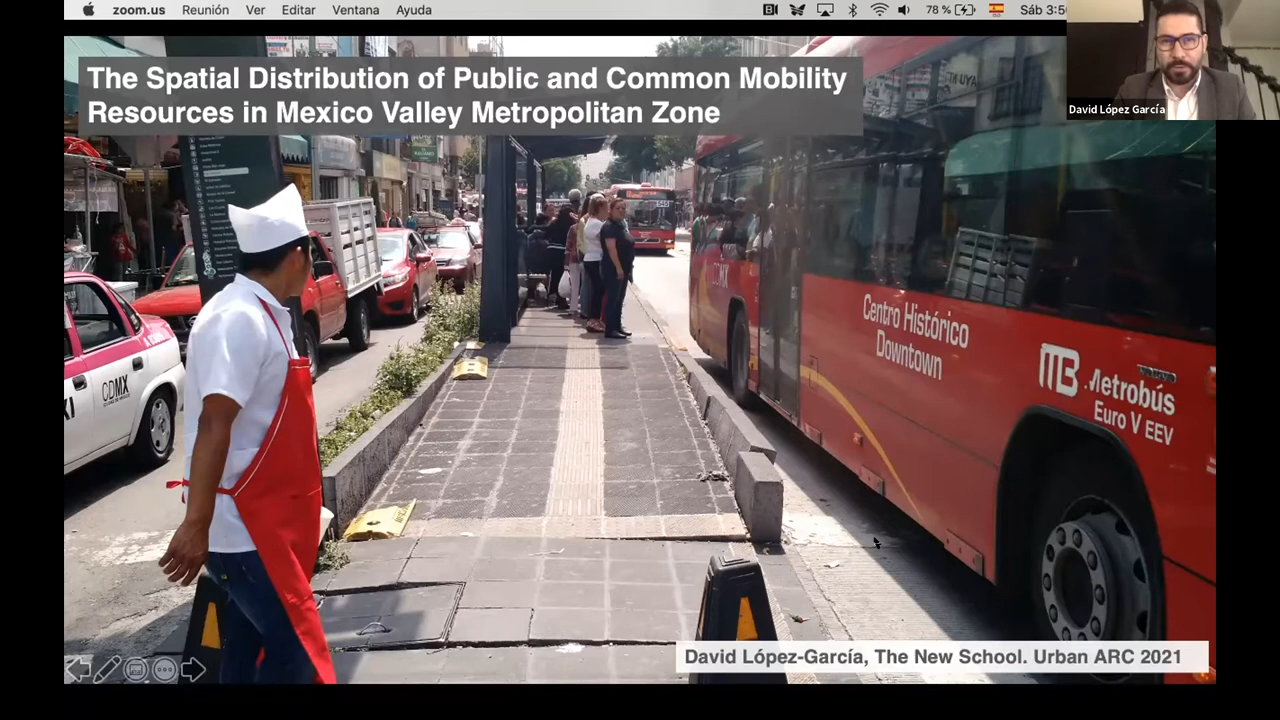 zoom.us Reunión Ver Editar Ventana Ayuda
78 %
Sáb 3:5
The Spatial Distribution of Public and Common Mobility
Resources in Mexico Valley Metropolitan Zone
David López García
CDMX
Centro Histórico
Downtown
MB Metrobús
Euro V EEV
CDMX
XI
David López-García, The New School. Urban ARC 2021